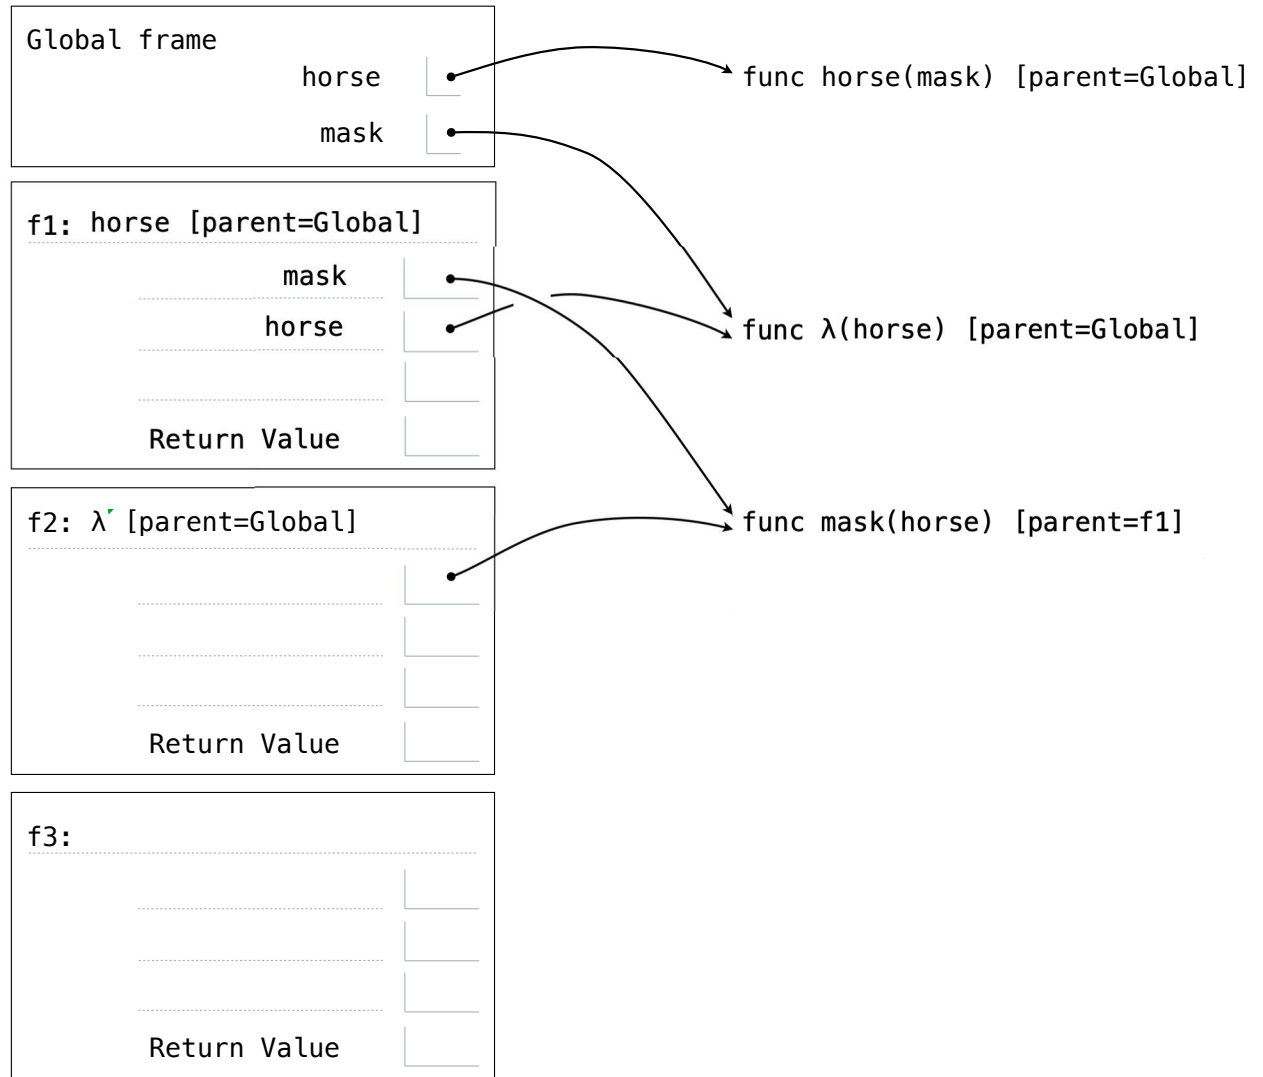 Global frame
horse
func horse(mask) [parent=Global]
mask
f1: horse [parent=Global]
mask
horse
func λ(horse) [parent=Global]
Return Value
f2: λ [parent=Global]
func mask(horse) [parent=f1]
Return Value
f3:
Return Value